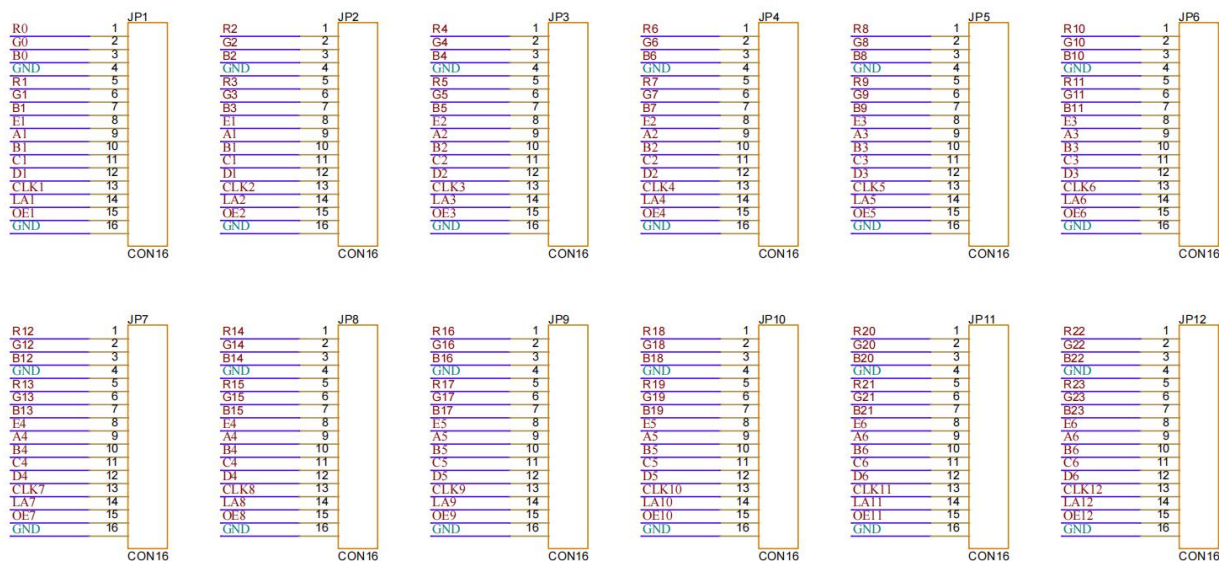 JP1 JP2 JP3 JP4 JP5 JP6
R0 1 R2 1 R4 1 R6 1 R8 1 R10 1
G0 2 G2 2 G4 2 G6 2 G8 2 G10 2
B0 3 B2 3 B4 3 B6 3 B8 3 B10 3
GND 4 GND 4 GND 4 GND 4 GND 4 GND 4
R1 5 R3 5 R5 5 R7 5 R9 5 R11 5
G1 6 G3 6 G5 6 G7 6 G9 6 G11 6
B1 7 B3 7 B5 7 B7 7 B9 7 B11 7
E1 8 E1 8 E2 8 E2 8 E3 8 E3 8
A1 9 A1 9 A2 9 A2 9 A3 9 A3 9
B1 10 B1 10 B2 10 B2 10 B3 10 B3 10
C1 11 C1 11 C2 11 C2 11 C3 11 C3 11
D1 12 D1 12 D2 12 D2 12 D3 12 D3 12
CLK1 13 CLK2 13 CLK3 13 CLK4 13 CLK5 13 CLK6 13
LA1 14 LA2 14 LA3 14 LA4 14 LA5 14 LA6 14
OE1 15 OE2 15 OE3 15 OE4 15 OE5 15 OE6 15
GND 16 GND 16 GND 16 GND 16 GND 16 GND 16
CON16 CON16 CON16 CON16 CON16 CON16
JP7 JP8 JP9 JP10 JP11 JP12
R12 1 R14 1 R16 1 R18 1 R20 1 R22 1
G12 2 G14 2 G16 2 G18 2 G20 2 G22 2
B12 3 B14 3 B16 3 B18 3 B20 3 B22 3
GND 4 GND 4 GND 4 GND 4 GND 4 GND 4
R13 5 R15 5 R17 5 R19 5 R21 5 R23 5
G13 6 G15 6 G17 6 G19 6 G21 6 G23 6
B13 7 B15 7 B17 7 B19 7 B21 7 B23 7
E4 8 E4 8 E5 8 E5 8 E6 8 E6 8
A4 9 A4 9 A5 9 A5 9 A6 9 A6 9
B4 10 B4 10 B5 10 B5 10 B6 10 B6 10
C4 11 C4 11 C5 11 C5 11 C6 11 C6 11
D4 12 D4 12 D5 12 D5 12 D6 12 D6 12
CLK7 13 CLK8 13 CLK9 13 CLK10 13 CLK11 13 CLK12 13
LA7 14 LA8 14 LA9 14 LA10 14 LA11 14 LA12 14
OE7 15 OE8 15 OE9 15 OE10 15 OE11 15 OE12 15
GND 16 GND 16 GND 16 GND 16 GND 16 GND 16
CON16 CON16 CON16 CON16 CON16 CON16